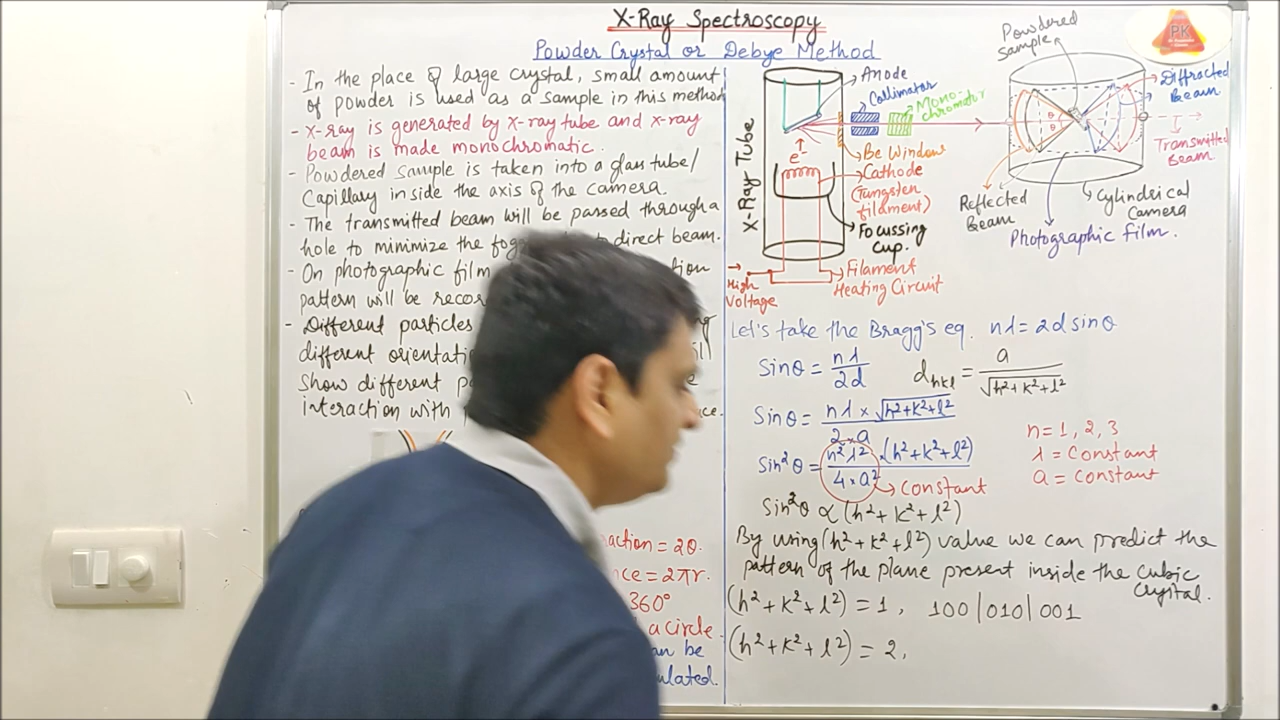 X-Ray Spectroscopy
Powder Crystal or Debye Method
- In the place of large crystal, small amount
of powder is used as a sample in this method
- X-ray is generated by X-ray tube and x-ray
beam is made monochromatic.
- Powdered sample is taken into a glass tube/
Capillary inside the axis of the camera.
- The transmitted beam will be passed through a
hole to minimize the direct beam.
- On photographic film
pattern will be
- Different particles
different
show different
interaction with
= 2θ.
= 2πr.
360°
a circle.
can be
X-Ray Tube
Anode
Collimator
Mono-
chromator
e⁻
Be Window
Cathode
(Tungsten
filament)
Focussing
Cup.
High
Voltage
Filament
Heating Circuit
Powdered
Sample
PK
Diffracted
Beam
θ
θ
Transmitted
Beam
Reflected
Beam
Cylindrical
Camera
Photographic film.
Let's take the Bragg's eq. nλ = 2d sinθ
Sinθ = nλ / 2d
d hkl = a / √h²+k²+l²
Sinθ = nλ × √h²+k²+l² / 2·a
Sin²θ = n²λ² · (h²+k²+l²) / 4×a²
Constant
n = 1, 2, 3
λ = Constant
a = Constant
Sin²θ ∝ (h²+k²+l²)
By using (h²+k²+l²) value we can predict the
pattern of the plane present inside the cubic
Crystal.
(h²+k²+l²) = 1, 100|010|001
(h²+k²+l²) = 2,